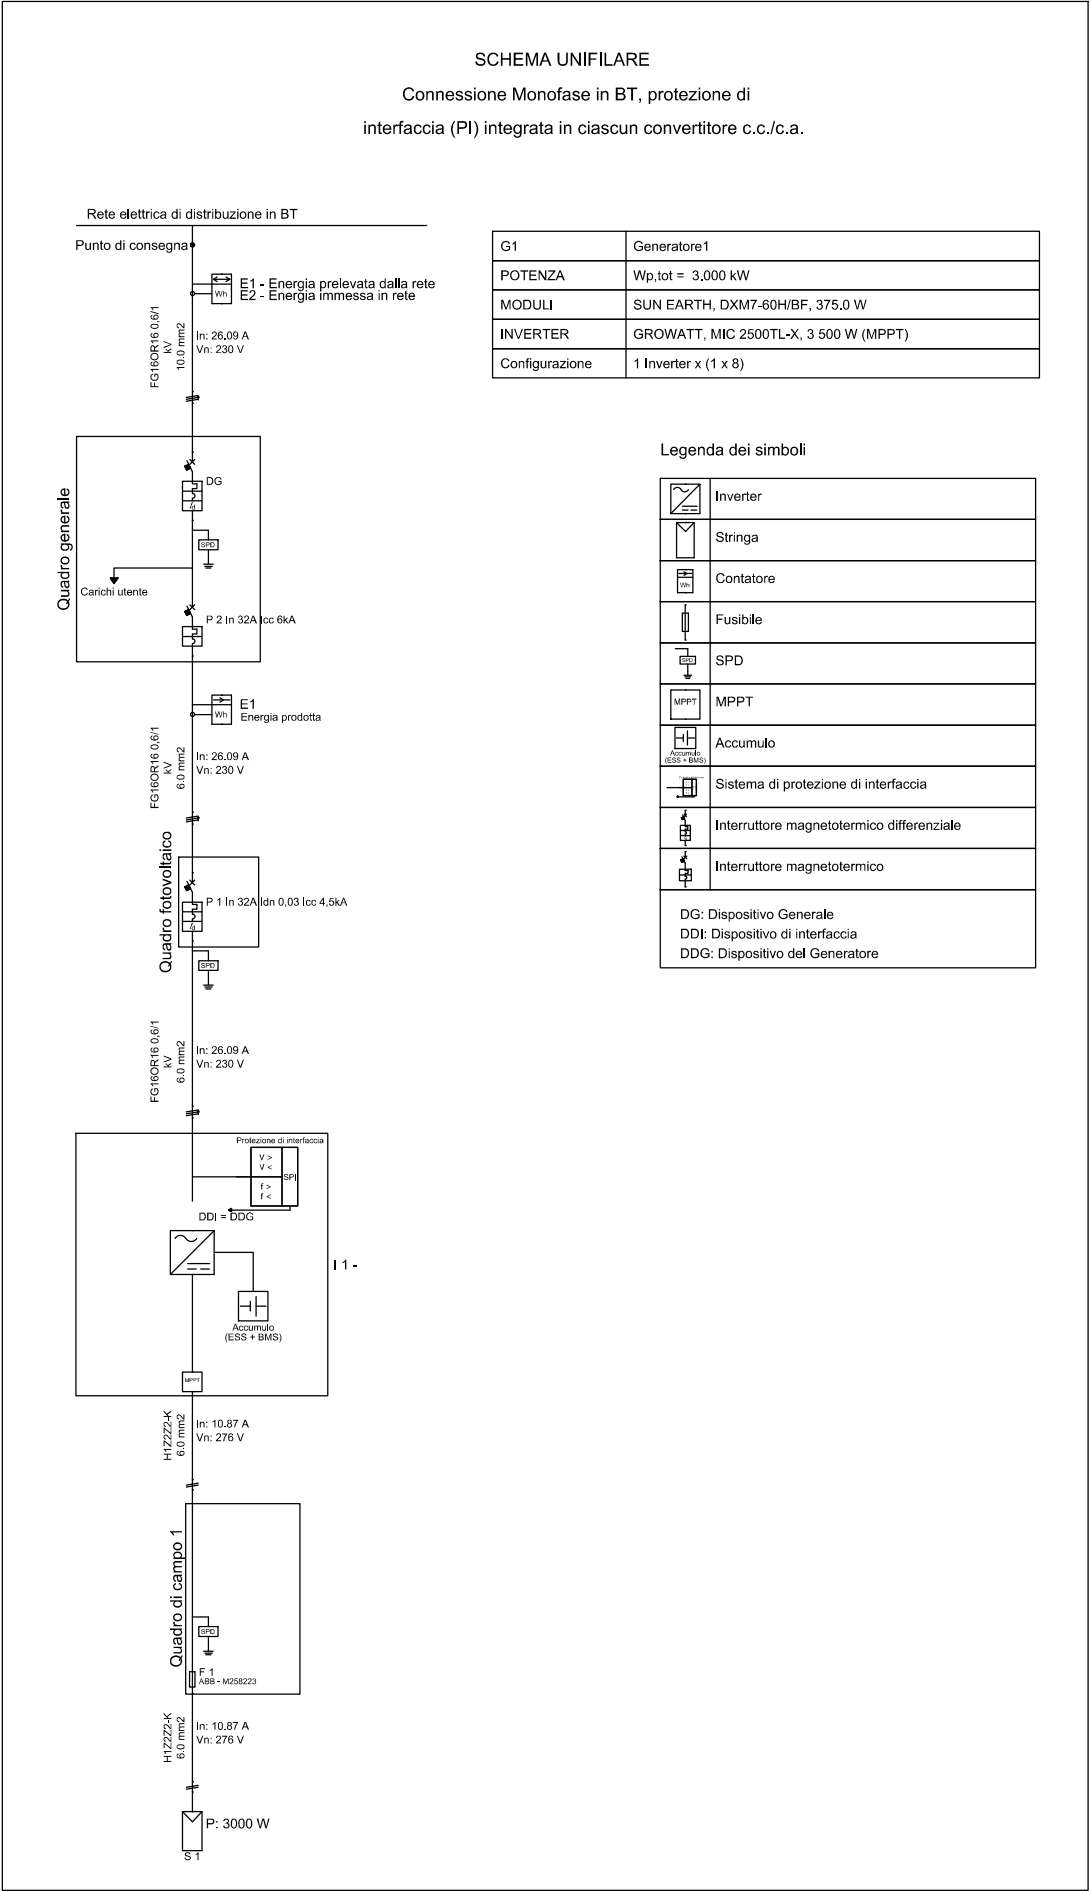 SCHEMA UNIFILARE
Connessione Monofase in BT, protezione di
interfaccia (PI) integrata in ciascun convertitore c.c./c.a.
Rete elettrica di distribuzione in BT
Punto di consegna
E1 - Energia prelevata dalla rete
E2 - Energia immessa in rete
Wh
FG16OR16 0,6/1
kV
10.0 mm2
In: 26.09 A
Vn: 230 V
G1 Generatore1
POTENZA Wp,tot = 3.000 kW
MODULI SUN EARTH, DXM7-60H/BF, 375.0 W
INVERTER GROWATT, MIC 2500TL-X, 3 500 W (MPPT)
Configurazione 1 Inverter x (1 x 8)
Quadro generale
DG
Id
SPD
Carichi utente
P 2 In 32A Icc 6kA
E1
Wh
Energia prodotta
FG16OR16 0,6/1
kV
6.0 mm2
In: 26.09 A
Vn: 230 V
Quadro fotovoltaico
P 1 In 32A Idn 0,03 Icc 4,5kA
Id
SPD
FG16OR16 0,6/1
kV
6.0 mm2
In: 26.09 A
Vn: 230 V
Protezione di interfaccia
V >
V <
SPI
f >
f <
DDI = DDG
I 1 -
Accumulo
(ESS + BMS)
MPPT
H1Z2Z2-K
6.0 mm2
In: 10.87 A
Vn: 276 V
Quadro di campo 1
SPD
F 1
ABB - M258223
H1Z2Z2-K
6.0 mm2
In: 10.87 A
Vn: 276 V
P: 3000 W
S 1
Legenda dei simboli
Inverter
Stringa
Wh Contatore
Fusibile
SPD SPD
MPPT MPPT
Accumulo
(ESS + BMS)
Accumulo
Sistema di protezione di interfaccia
Interruttore magnetotermico differenziale
Interruttore magnetotermico
DG: Dispositivo Generale
DDI: Dispositivo di interfaccia
DDG: Dispositivo del Generatore